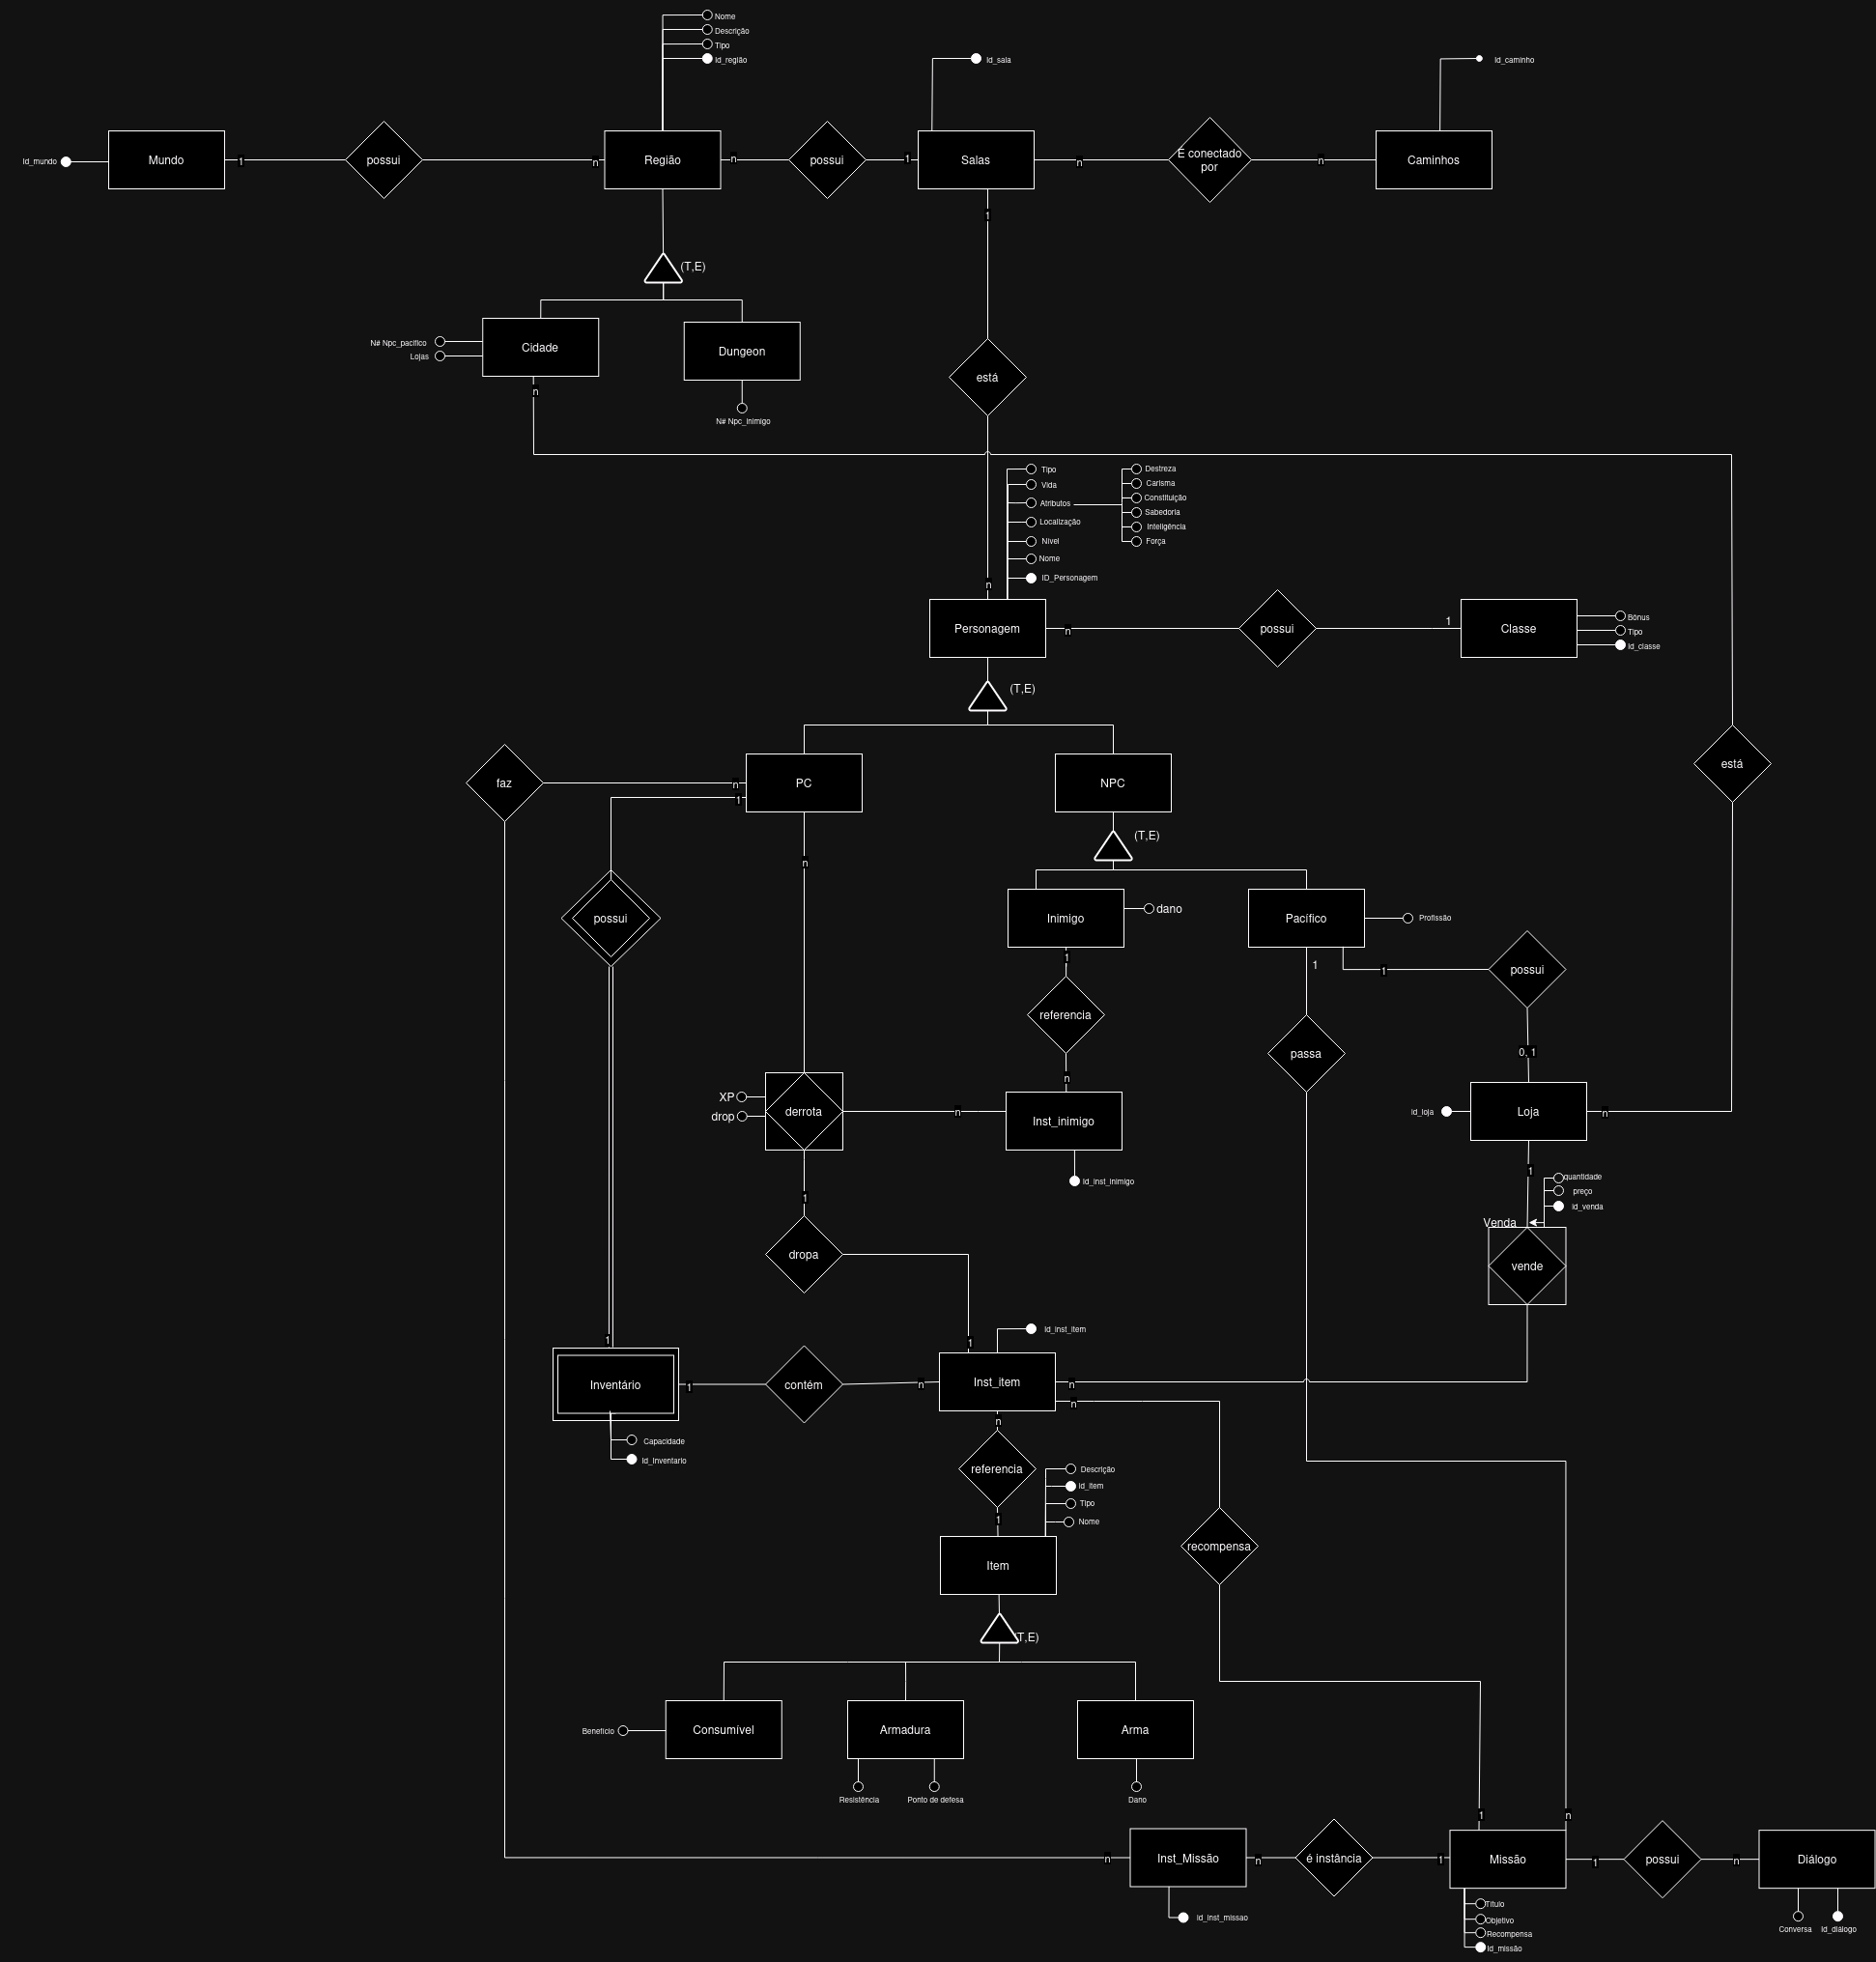 Nome
Descrição
Tipo
Id_região
Id_sala
Id_caminho
Id_mundo
Mundo
1
possui
n
Região
n
possui
1
Salas
n
É conectado
por
n
Caminhos
1
(T,E)
N# Npc_pacifico
Lojas
Cidade
Dungeon
n
N# Npc_inimigo
está
Tipo
Vida
Atributos
Localização
Nível
Nome
ID_Personagem
Destreza
Carisma
Constituição
Sabedoria
Inteligência
Força
n
Personagem
n
possui
1
Classe
Bônus
Tipo
Id_classe
(T,E)
faz
n
1
PC
NPC
está
(T,E)
n
possui
Inimigo
dano
Pacífico
Profissão
1
1
1
possui
referencia
passa
0, 1
n
XP
drop
derrota
n
Inst_inimigo
Id_inst_inimigo
Id_loja
Loja
n
1
quantidade
preço
Id_venda
Venda
vende
1
dropa
1
Id_inst_item
1
Inventário
1
contém
n
Inst_item
n
n
n
Capacidade
Id_inventario
referencia
Descrição
Id_item
Tipo
Nome
1
Item
recompensa
(T,E)
Beneficio
Consumível
Armadura
Arma
Resistência
Ponto de defesa
Dano
1
n
n
Inst_Missão
n
é instância
1
Missão
1
possui
n
Diálogo
Id_inst_missao
Título
Objetivo
Recompensa
Id_missão
Conversa
Id_diálogo